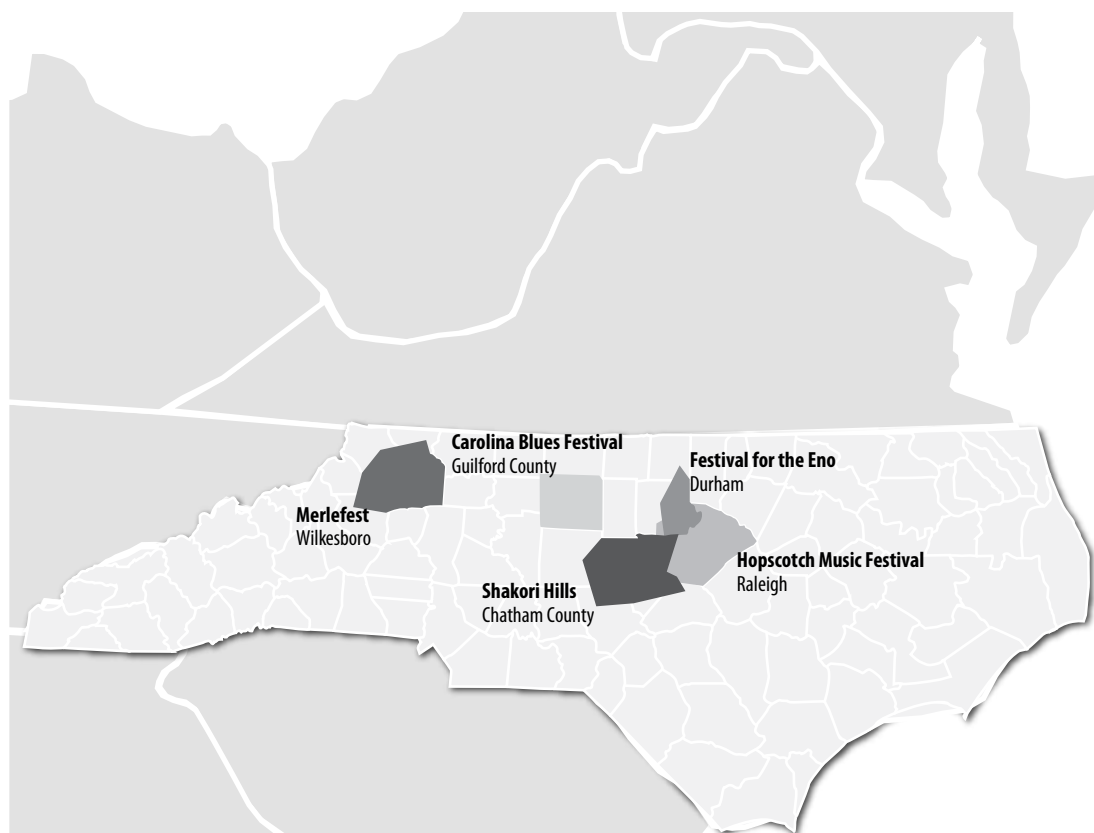 Carolina Blues Festival
Guilford County
Festival for the Eno
Durham
Merlefest
Wilkesboro
Hopscotch Music Festival
Raleigh
Shakori Hills
Chatham County